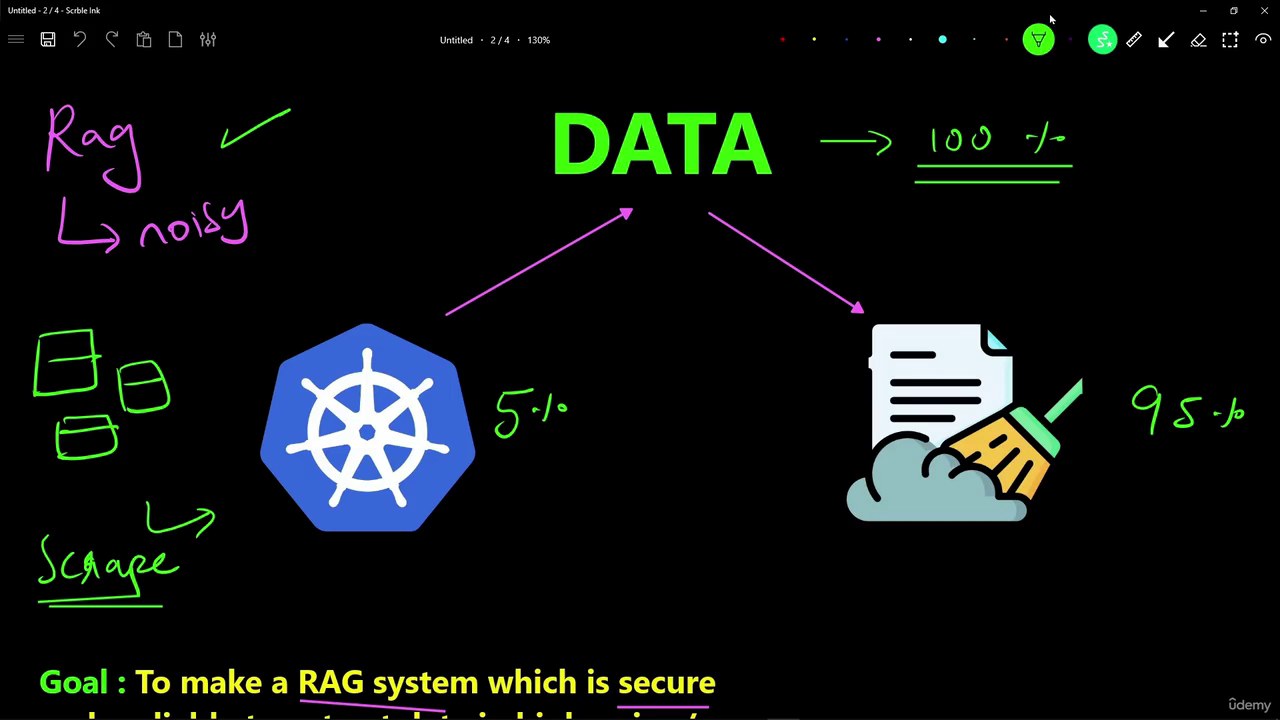 Untitled - 2 / 4 - Scrble Ink
Untitled · 2 / 4 · 130%
Rag
noisy
DATA
100 %
5 %
95 %
Scrape
Goal : To make a RAG system which is secure
ûdemy